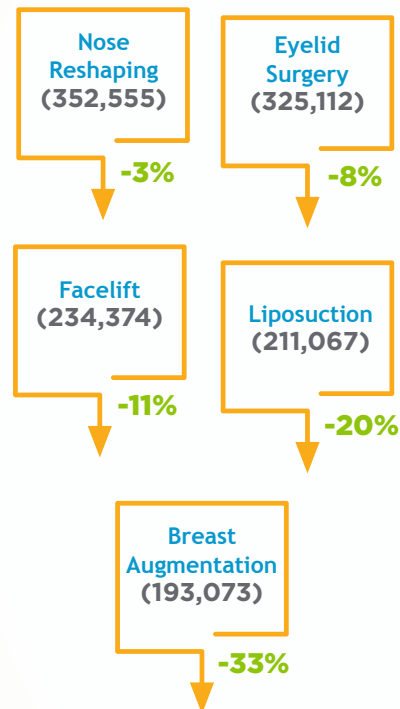 Nose
Reshaping
(352,555)
-3%
Eyelid
Surgery
(325,112)
-8%
Facelift
(234,374)
-11%
Liposuction
(211,067)
-20%
Breast
Augmentation
(193,073)
-33%